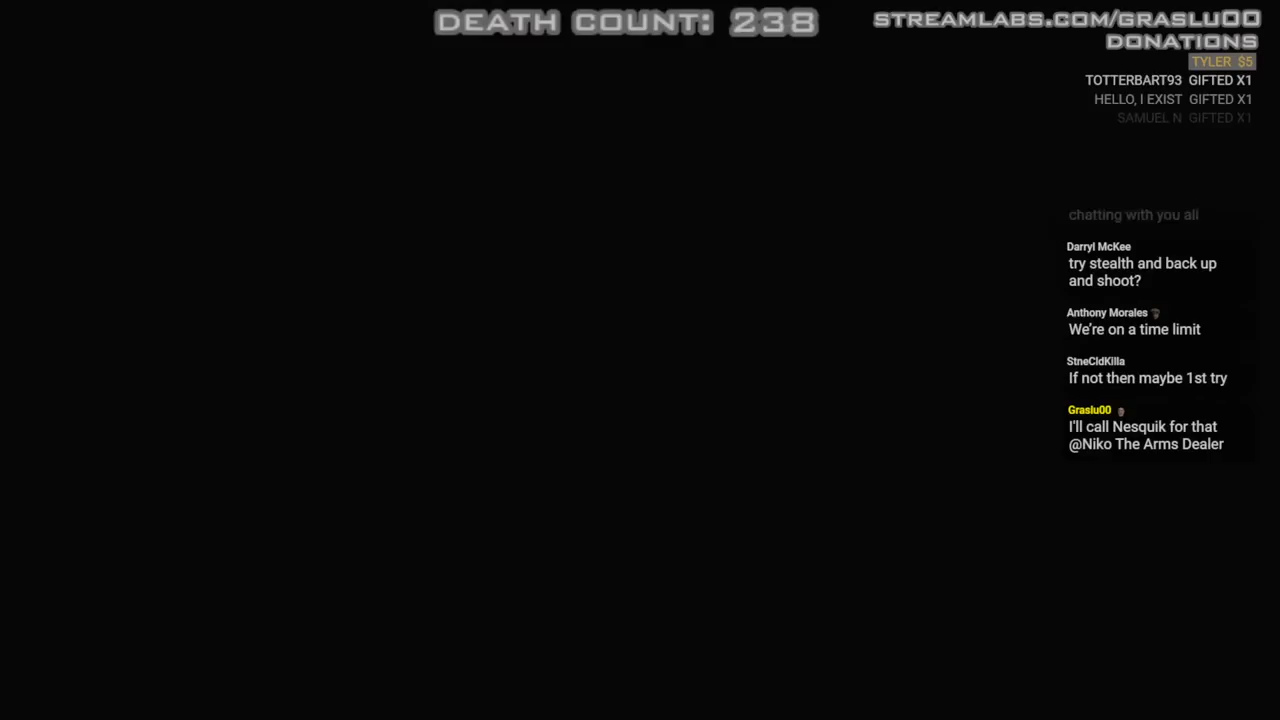 DEATH COUNT: 238
STREAMLABS.COM/GRASLU00
DONATIONS
TYLER $5
TOTTERBART93 GIFTED X1
HELLO, I EXIST GIFTED X1
SAMUEL N GIFTED X1
chatting with you all
Darryl McKee
try stealth and back up
and shoot?
Anthony Morales
We're on a time limit
StneCldKilla
If not then maybe 1st try
Graslu00
I'll call Nesquik for that
@Niko The Arms Dealer